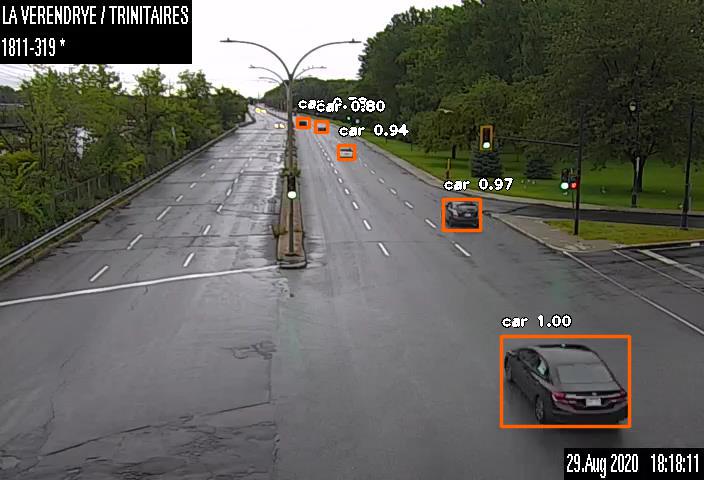 LA VERENDRYE / TRINITAIRES
1811-319 *
car 0.80
car 0.94
car 0.97
car 1.00
29.Aug 2020 18:18:11